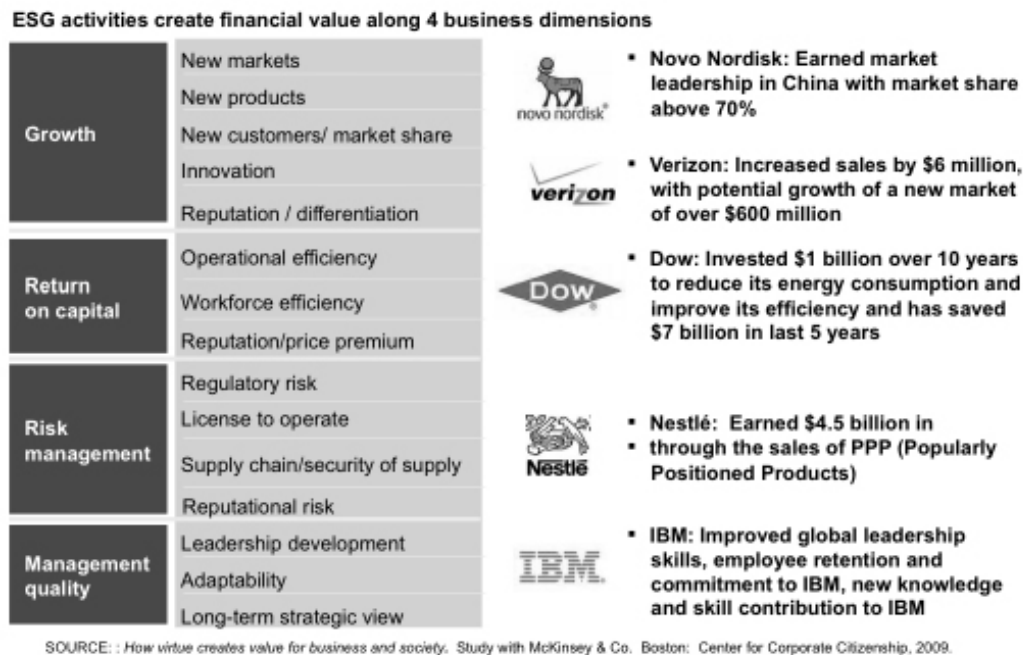 ESG activities create financial value along 4 business dimensions
Growth
New markets
New products
New customers/ market share
Innovation
Reputation / differentiation
novo nordisk®
▪ Novo Nordisk: Earned market
leadership in China with market share
above 70%
verizon
▪ Verizon: Increased sales by $6 million,
with potential growth of a new market
of over $600 million
Return
on capital
Operational efficiency
Workforce efficiency
Reputation/price premium
Dow
▪ Dow: Invested $1 billion over 10 years
to reduce its energy consumption and
improve its efficiency and has saved
$7 billion in last 5 years
Risk
management
Regulatory risk
License to operate
Supply chain/security of supply
Reputational risk
Nestlé
▪ Nestlé:  Earned $4.5 billion in
▪ through the sales of PPP (Popularly
Positioned Products)
Management
quality
Leadership development
Adaptability
Long-term strategic view
IBM.
▪ IBM: Improved global leadership
skills, employee retention and
commitment to IBM, new knowledge
and skill contribution to IBM
SOURCE: : How virtue creates value for business and society. Study with McKinsey & Co. Boston: Center for Corporate Citizenship, 2009.